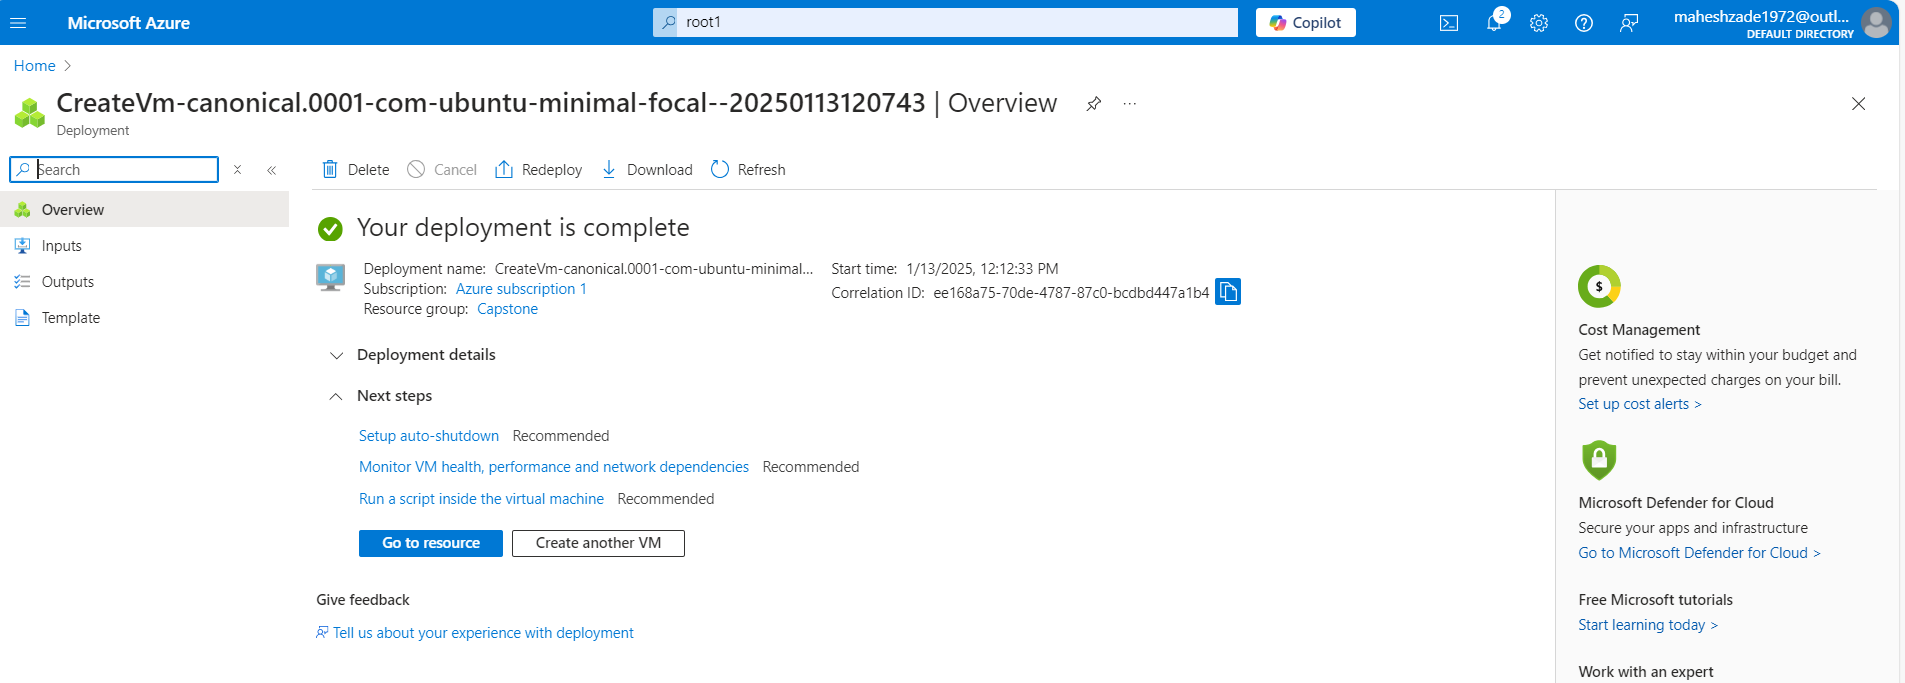 Microsoft Azure
root1
Copilot
2
maheshzade1972@outl...
DEFAULT DIRECTORY
Home
CreateVm-canonical.0001-com-ubuntu-minimal-focal--20250113120743 | Overview
...
Deployment
Search
Delete
Cancel
Redeploy
Download
Refresh
Overview
Inputs
Outputs
Template
Your deployment is complete
Deployment name: CreateVm-canonical.0001-com-ubuntu-minimal...
Subscription: Azure subscription 1
Resource group: Capstone
Start time: 1/13/2025, 12:12:33 PM
Correlation ID: ee168a75-70de-4787-87c0-bcdbd447a1b4
Deployment details
Next steps
Setup auto-shutdown Recommended
Monitor VM health, performance and network dependencies Recommended
Run a script inside the virtual machine Recommended
Go to resource
Create another VM
Give feedback
Tell us about your experience with deployment
$
Cost Management
Get notified to stay within your budget and
prevent unexpected charges on your bill.
Set up cost alerts >
Microsoft Defender for Cloud
Secure your apps and infrastructure
Go to Microsoft Defender for Cloud >
Free Microsoft tutorials
Start learning today >
Work with an expert